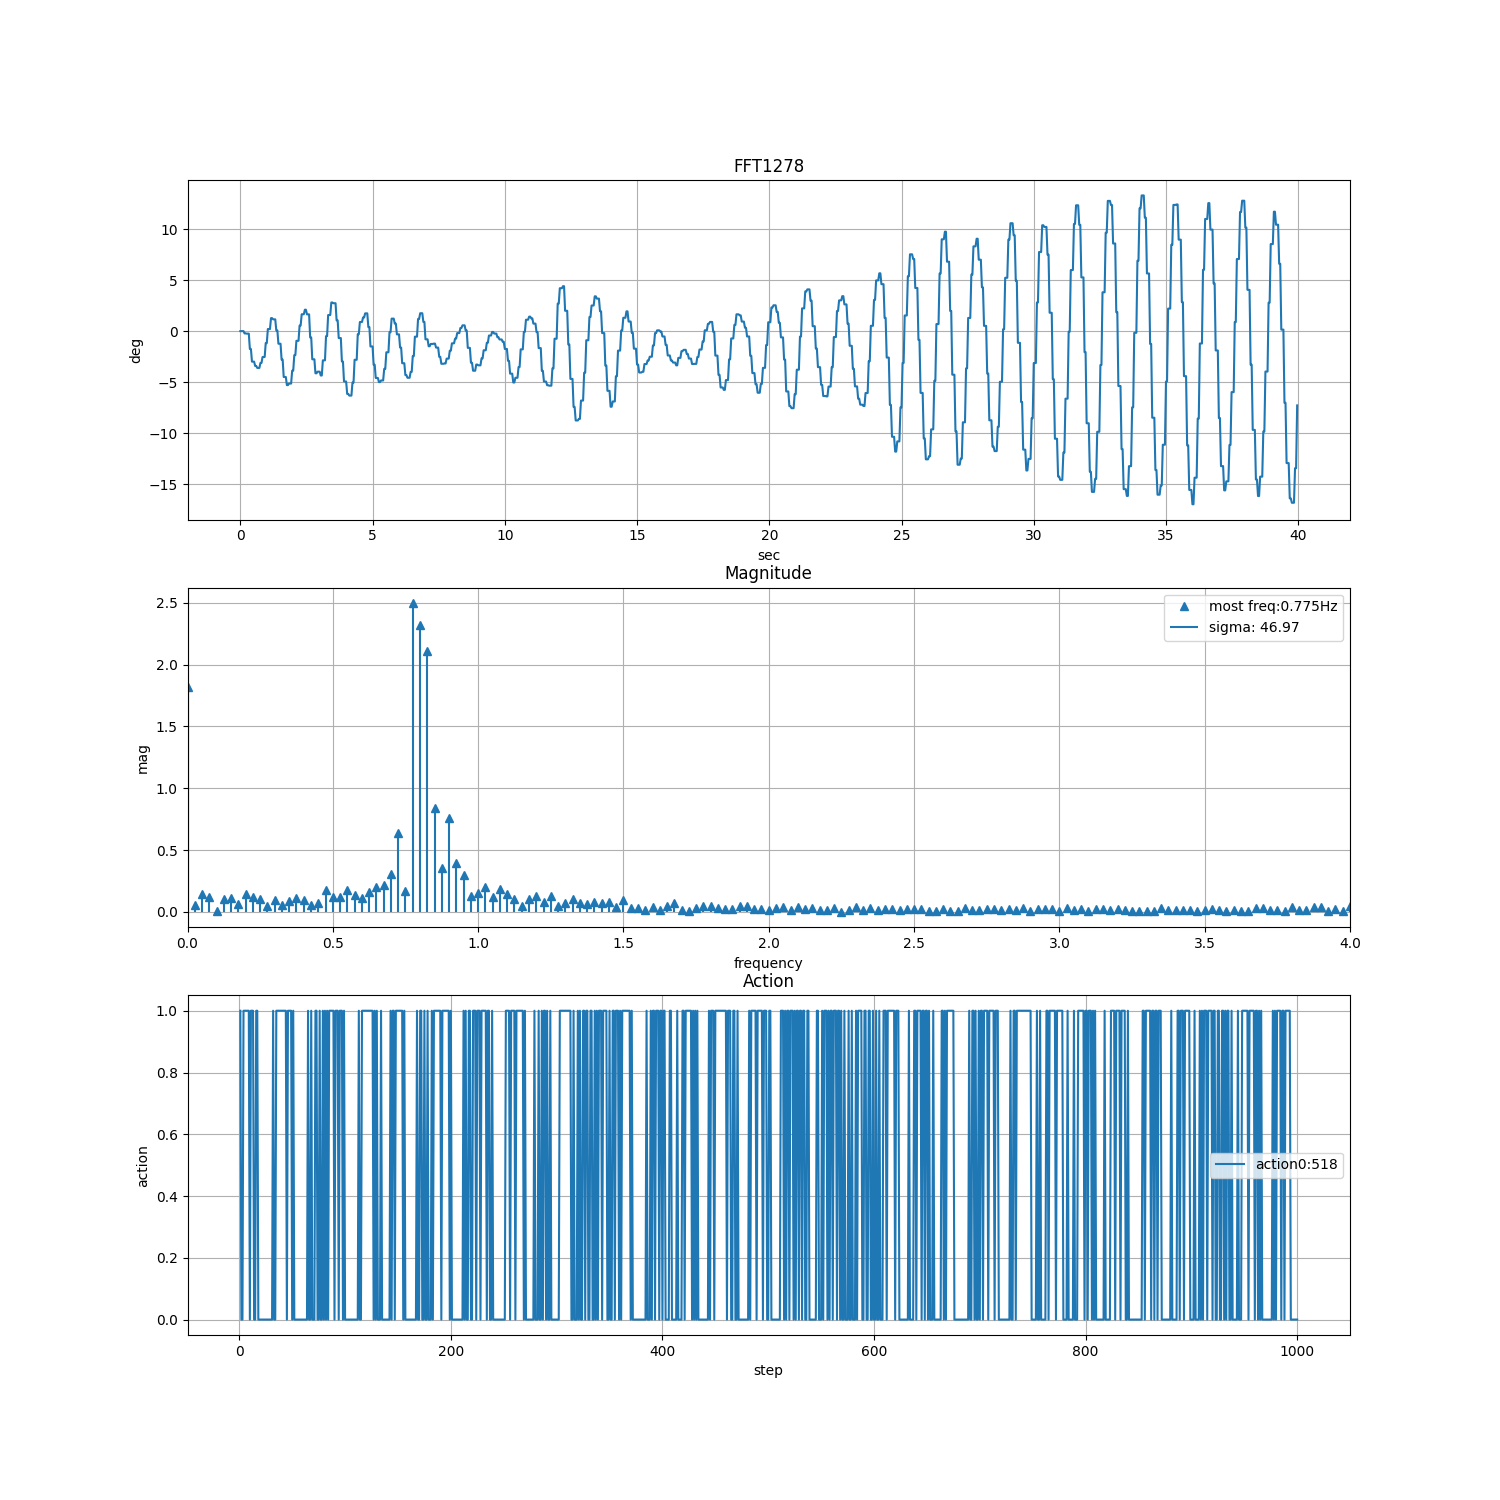 FFT1278
10
5
0
−5
−10
−15
deg
0 5 10 15 20 25 30 35 40
sec
Magnitude
2.5
2.0
1.5
1.0
0.5
0.0
mag
most freq:0.775Hz
sigma: 46.97
0.0 0.5 1.0 1.5 2.0 2.5 3.0 3.5 4.0
frequency
Action
1.0
0.8
0.6
0.4
0.2
0.0
action
action0:518
0 200 400 600 800 1000
step